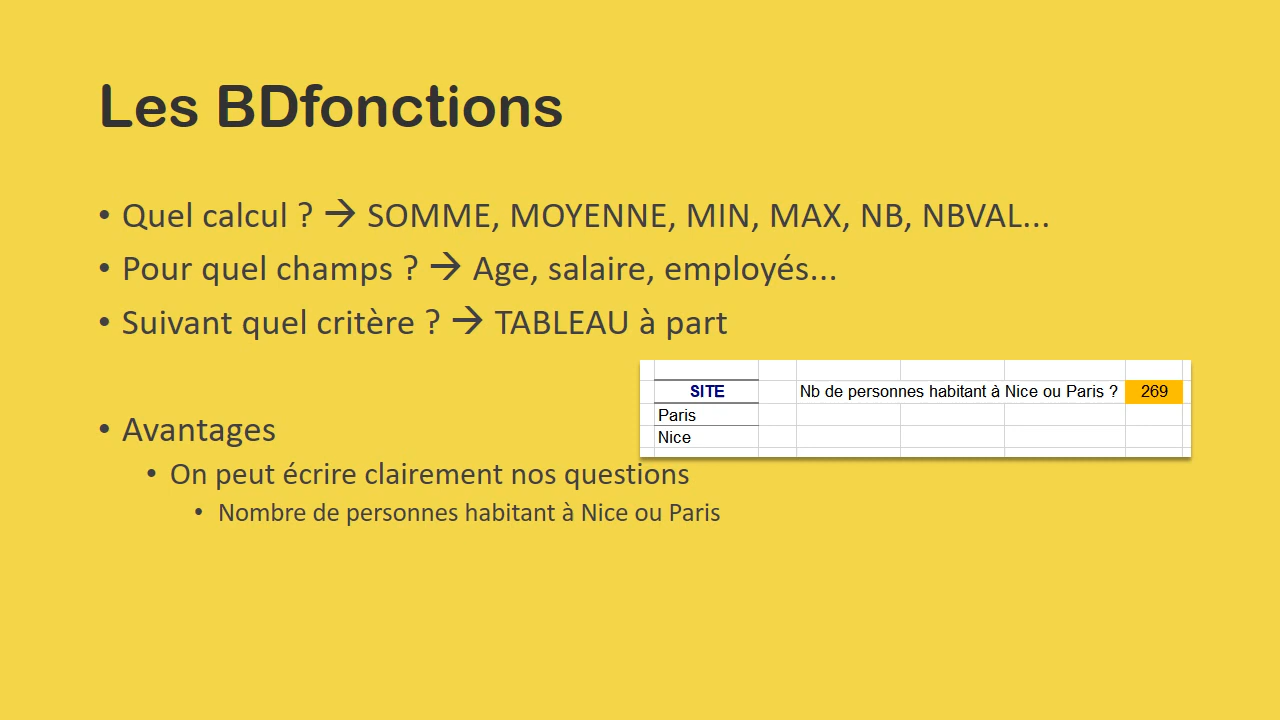 Les BDfonctions
• Quel calcul ? → SOMME, MOYENNE, MIN, MAX, NB, NBVAL...
• Pour quel champs ? → Age, salaire, employés...
• Suivant quel critère ? → TABLEAU à part
SITE Nb de personnes habitant à Nice ou Paris ? 269
Paris
Nice
• Avantages
• On peut écrire clairement nos questions
• Nombre de personnes habitant à Nice ou Paris